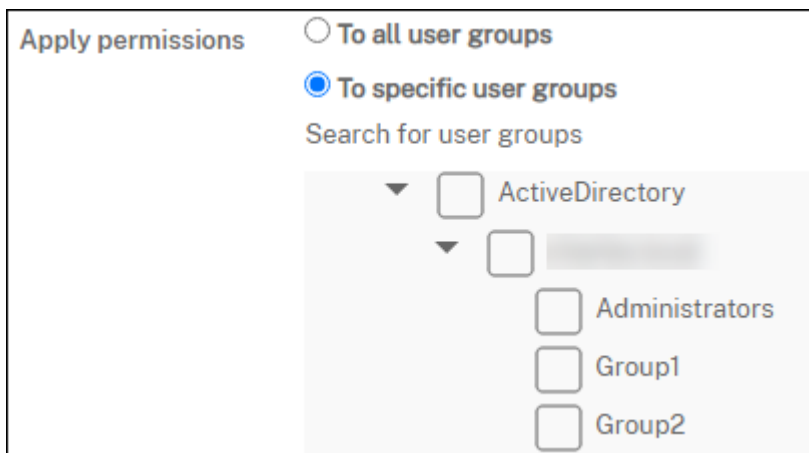 Apply permissions
To all user groups
To specific user groups
Search for user groups
ActiveDirectory
Administrators
Group1
Group2